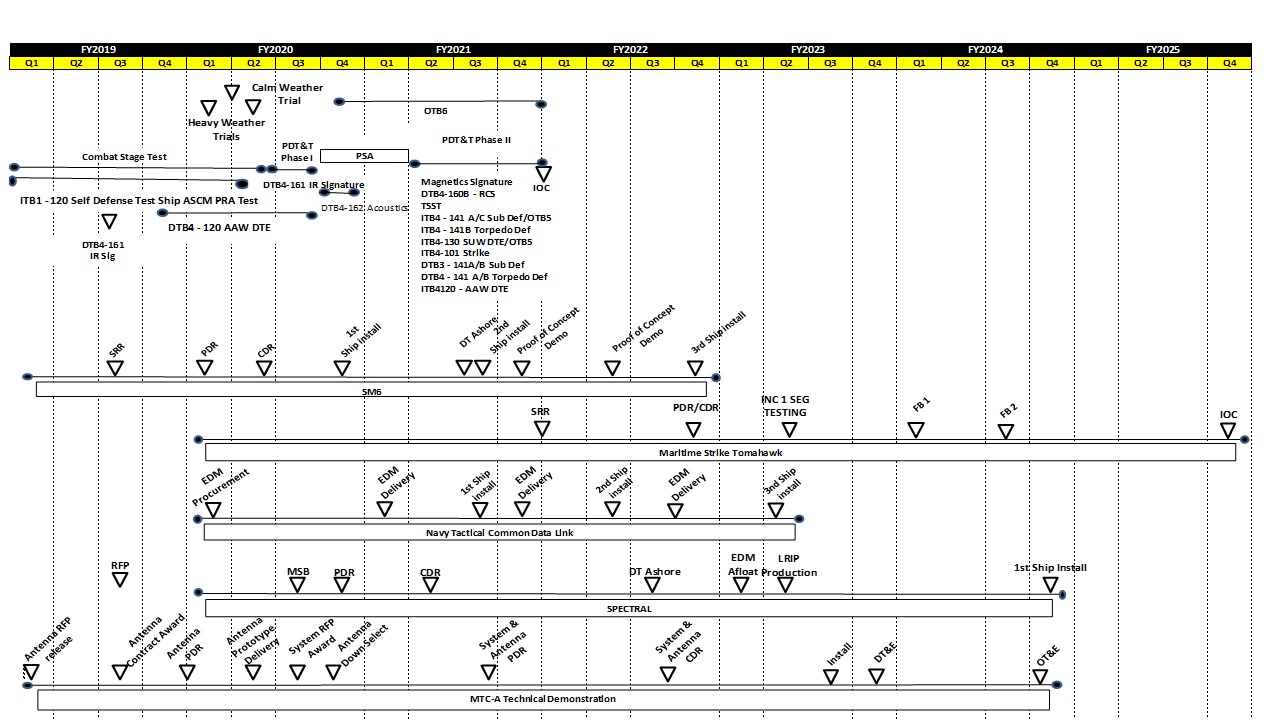 FY2019 FY2020 FY2021 FY2022 FY2023 FY2024 FY2025
Q1 Q2 Q3 Q4 Q1 Q2 Q3 Q4 Q1 Q2 Q3 Q4 Q1 Q2 Q3 Q4 Q1 Q2 Q3 Q4 Q1 Q2 Q3 Q4 Q1 Q2 Q3 Q4
Calm Weather
Trial
Heavy Weather
Trials
OTB6
Combat Stage Test
PDT&T
Phase I
PSA
PDT&T Phase II
IOC
DTB4-161 IR Signature
ITB1 - 120 Self Defense Test Ship ASCM PRA Test
DTB4-162 Acoustics
DTB4 - 120 AAW DTE
DTB4-161
IR Sig
Magnetics Signature
DTB4-160B - RCS
TSST
ITB4 - 141 A/C Sub Def/OTB5
ITB4 - 141B Torpedo Def
ITB4-130 SUW DTE/OTB5
ITB4-101 Strike
DTB3 - 141A/B Sub Def
DTB4 - 141 A/B Torpedo Def
ITB4120 - AAW DTE
SRR
PDR
CDR
1st
Ship install
DT Ashore
2nd
Ship install
Proof of Concept
Demo
Proof of Concept
Demo
3rd Ship install
SM6
SRR
PDR/CDR
INC 1 SEG
TESTING
FB 1
FB 2
IOC
Maritime Strike Tomahawk
EDM
Procurement
EDM
Delivery
1st Ship
install
EDM
Delivery
2nd Ship
install
EDM
Delivery
3nd Ship
install
Navy Tactical Common Data Link
RFP
MSB
PDR
CDR
DT Ashore
EDM
Afloat
LRIP
Production
1st Ship Install
SPECTRAL
Antenna RFP
release
Antenna
Contract Award
Antenna
PDR
Antenna
Prototype
Delivery
System RFP
Award
Antenna
Down Select
System &
Antenna
PDR
System &
Antenna
CDR
Install
DT&E
OT&E
MTC-A Technical Demonstration